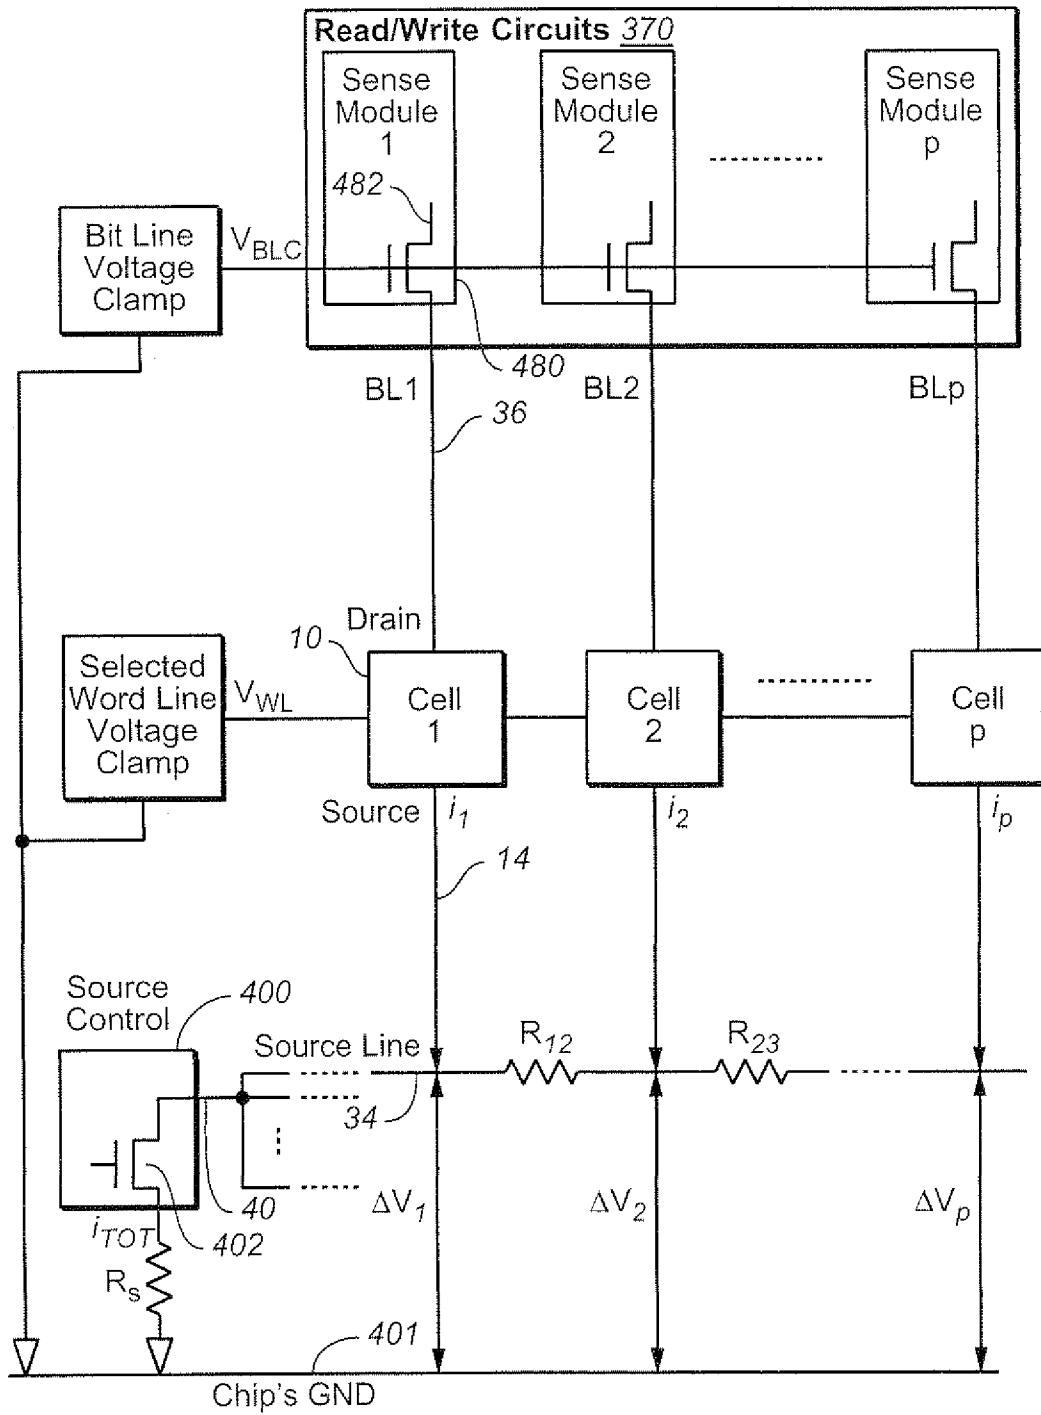 Read/Write Circuits 370
Sense
Module
1
Sense
Module
2
Sense
Module
p
482
Bit Line
Voltage
Clamp
VBLC
480
BL1
BL2
BLp
36
Drain
10
Selected
Word Line
Voltage
Clamp
VWL
Cell
1
Cell
2
Cell
p
Source
i1
i2
ip
14
Source
Control
400
Source Line
R12
R23
34
40
ΔV1
ΔV2
ΔVp
iTOT
402
Rs
401
Chip's GND